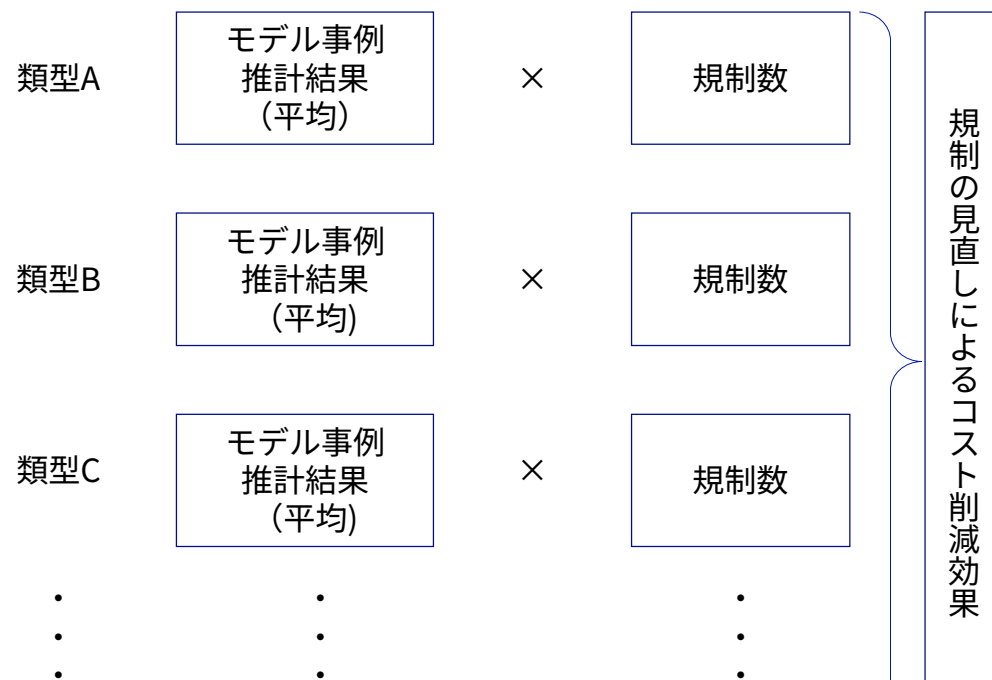 類型A
モデル事例
推計結果
（平均）
×
規制数
類型B
モデル事例
推計結果
（平均)
×
規制数
類型C
モデル事例
推計結果
（平均)
×
規制数
・ ・ ・
・ ・ ・
・ ・ ・
規制の見直しによるコスト削減効果